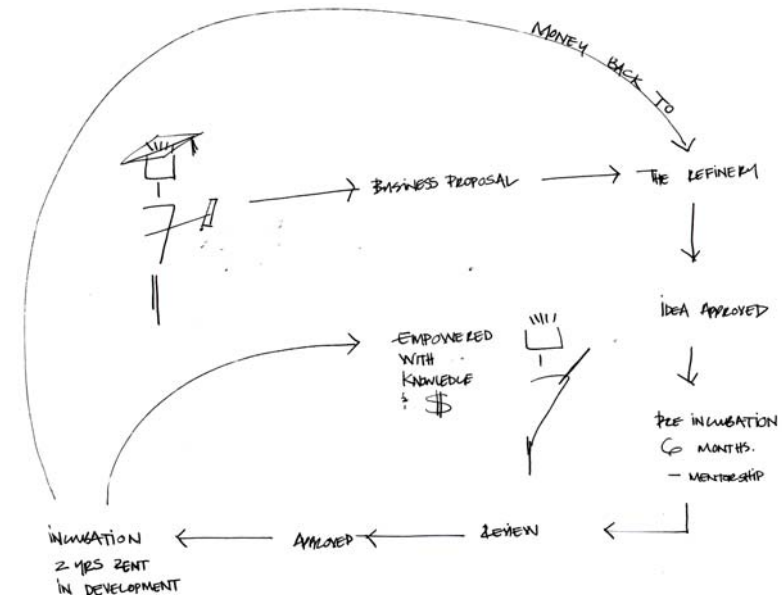 MONEY BACK TO
BUSINESS PROPOSAL
THE REFINERY
IDEA APPROVED
EMPOWERED
WITH
KNOWLEDLE
& $
PRE INCUBATION
6 MONTHS.
- MENTORSHIP
REVIEW
APPROVED
INCUBATION
2 YRS RENT
IN DEVELOPMENT